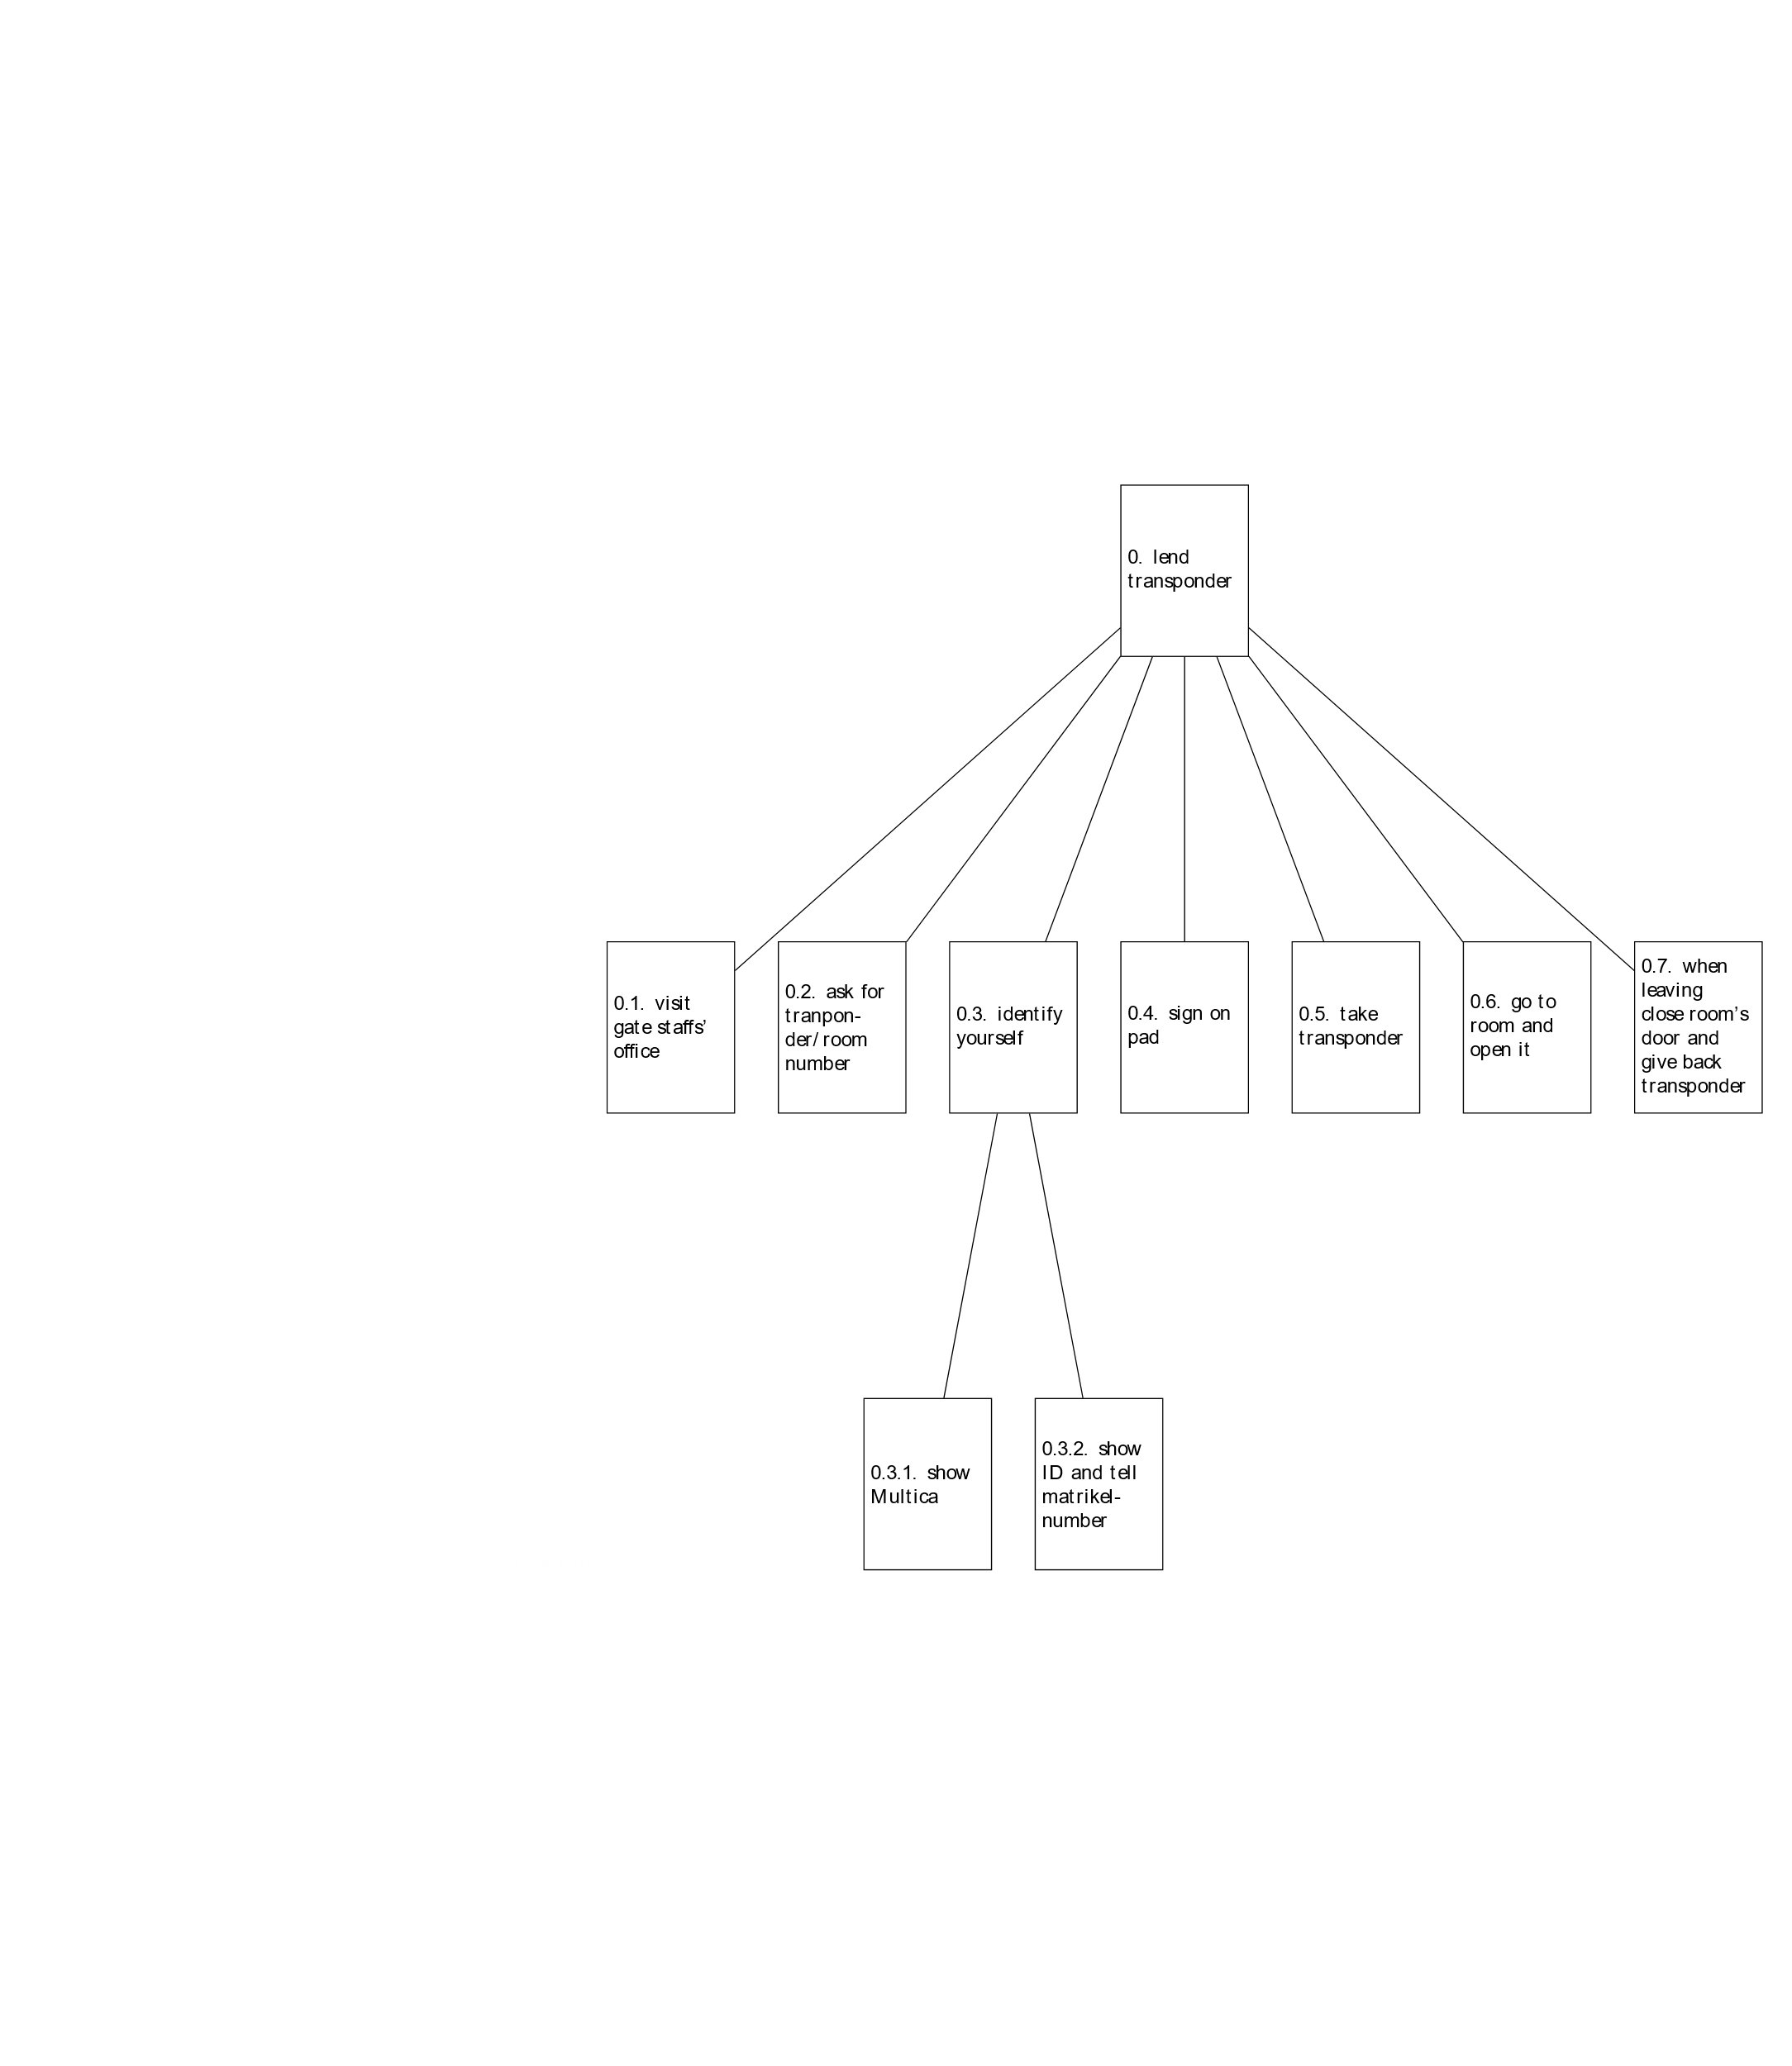 0. lend
transponder
0.1. visit
gate staffs’
office
0.2. ask for
tranpon-
der/ room
number
0.3. identify
yourself
0.4. sign on
pad
0.5. take
transponder
0.6. go to
room and
open it
0.7. when
leaving
close room’s
door and
give back
transponder
0.3.1. show
Multica
0.3.2. show
ID and tell
matrikel-
number